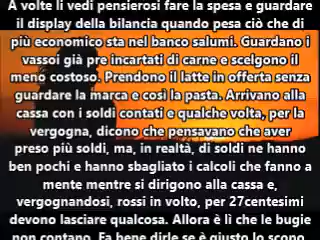 A volte li vedi pensierosi fare la spesa e guardare
il display della bilancia quando pesa ciò che di
più economico sta nel banco salumi. Guardano i
vassoi già pre incartati di carne e scelgono il
meno costoso. Prendono il latte in offerta senza
guardare la marca e così la pasta. Arrivano alla
cassa con i soldi contati e qualche volta, per la
vergogna, dicono che pensavano che aver
preso più soldi, ma, in realtà, di soldi ne hanno
ben pochi e hanno sbagliato i calcoli che fanno a
mente mentre si dirigono alla cassa e,
vergognandosi, rossi in volto, per 27centesimi
devono lasciare qualcosa. Allora è lì che le bugie
non contano. Fa bene dirle se è giusto lo scopo.